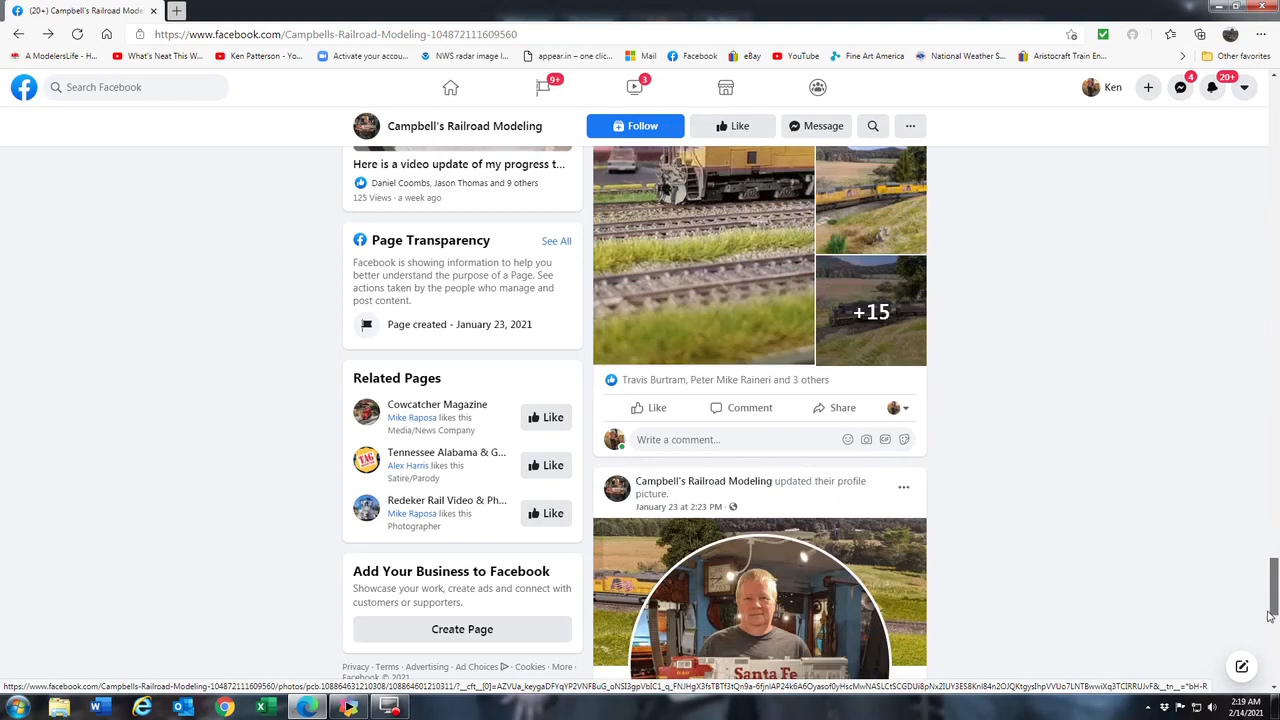 (20+) Campbell's Railroad Mode
https://www.facebook.com/Campbells-Railroad-Modeling-104872111609560
A ModelersLife - H...
What's Neat This W...
Ken Patterson - Yo...
Activate your accou...
NWS radar image f...
appear.in – one clic...
Mail
Facebook
eBay
YouTube
Fine Art America
National Weather S...
Aristocraft Train En...
Other favorites
Search Facebook
9+
3
Ken
4
20+
Campbell's Railroad Modeling
Follow
Like
Message
Here is a video update of my progress t...
Daniel Coombs, Jason Thomas and 9 others
125 Views · a week ago
Page Transparency
See All
Facebook is showing information to help you
better understand the purpose of a Page. See
actions taken by the people who manage and
post content.
Page created - January 23, 2021
Related Pages
Cowcatcher Magazine
Mike Raposa likes this
Media/News Company
Like
Tennessee Alabama & G...
Alex Harris likes this
Satire/Parody
Like
Redeker Rail Video & Ph...
Mike Raposa likes this
Photographer
Like
Add Your Business to Facebook
Showcase your work, create ads and connect with
customers or supporters.
Create Page
Privacy · Terms · Advertising · Ad Choices · Cookies · More ·
Facebook © 2021
+15
Travis Burtram, Peter Mike Raineri and 3 others
Like
Comment
Share
Write a comment...
Campbell's Railroad Modeling updated their profile
picture.
January 23 at 2:23 PM ·
Santa Fe
2:19 AM
2/14/2021